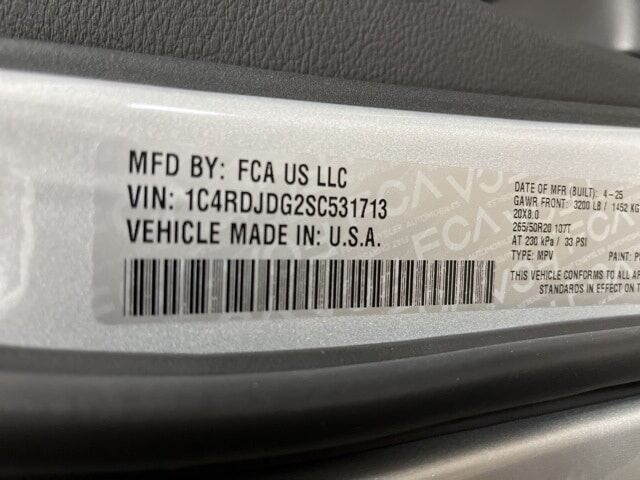 MFD BY: FCA US LLC
VIN: 1C4RDJDG2SC531713
VEHICLE MADE IN: U.S.A.
DATE OF MFR (BUILT): 4-25
GAWR FRONT: 3200 LB / 1452 KG
20X8.0
265/50R20 107T
AT 230 kPa / 33 PSI
TYPE: MPV PAINT:
THIS VEHICLE CONFORMS TO ALL
STANDARDS IN EFFECT ON